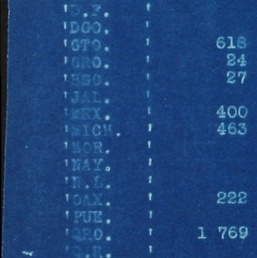 D.F.
DGO.
GTO. 618
GRO. 24
HGO. 27
JAL.
MEX. 400
MICH. 463
MOR.
NAY.
N.L.
OAX. 222
PUE.
QRO. 1 769
Q.R.